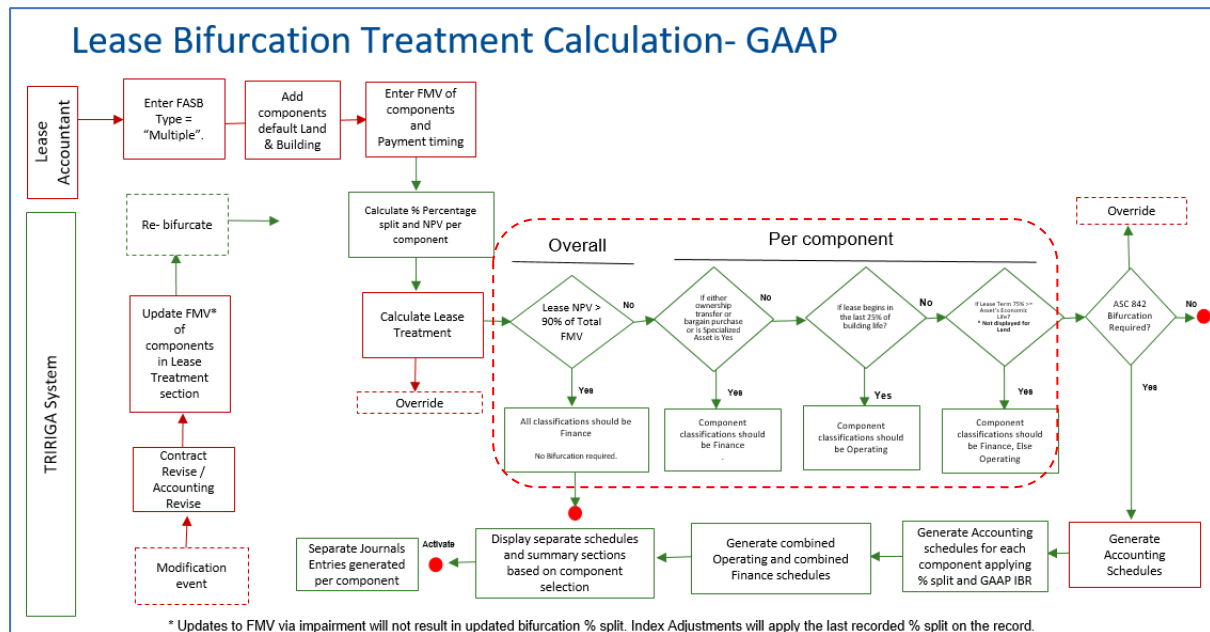 Lease Bifurcation Treatment Calculation- GAAP
Lease
Accountant
Enter FASB
Type =
“Multiple”.
Add
components
default Land
& Building
Enter FMV of
components
and
Payment timing
TRIRIGA System
Re- bifurcate
Update FMV*
of
components
in Lease
Treatment
section
Contract
Revise /
Accounting
Revise
Modification
event
Calculate % Percentage
split and NPV per
component
Calculate Lease
Treatment
Override
Overall
Per component
Lease NPV >
90% of Total
FMV
No
If either
ownership
transfer or
bargain purchase
or is Specialized
Asset is Yes
No
If lease begins in
the last 25% of
building life?
No
If Lease Term 75% >=
Asset's Economic
Life?
* Not displayed for
Land
Override
ASC 842
Bifurcation
Required?
No
Yes
Yes
Yes
Yes
Yes
All classifications should
be Finance
No Bifurcation required.
Component
classifications should
be Finance
.
Component
classifications should
be Operating
Component
classifications should
be Finance, Else
Operating
Separate Journals
Entries generated
per component
Activate
Display separate schedules
and summary sections
based on component
selection
Generate combined
Operating and combined
Finance schedules
Generate Accounting
schedules for each
component applying
% split and GAAP IBR
Generate
Accounting
Schedules
* Updates to FMV via impairment will not result in updated bifurcation % split. Index Adjustments will apply the last recorded % split on the record.